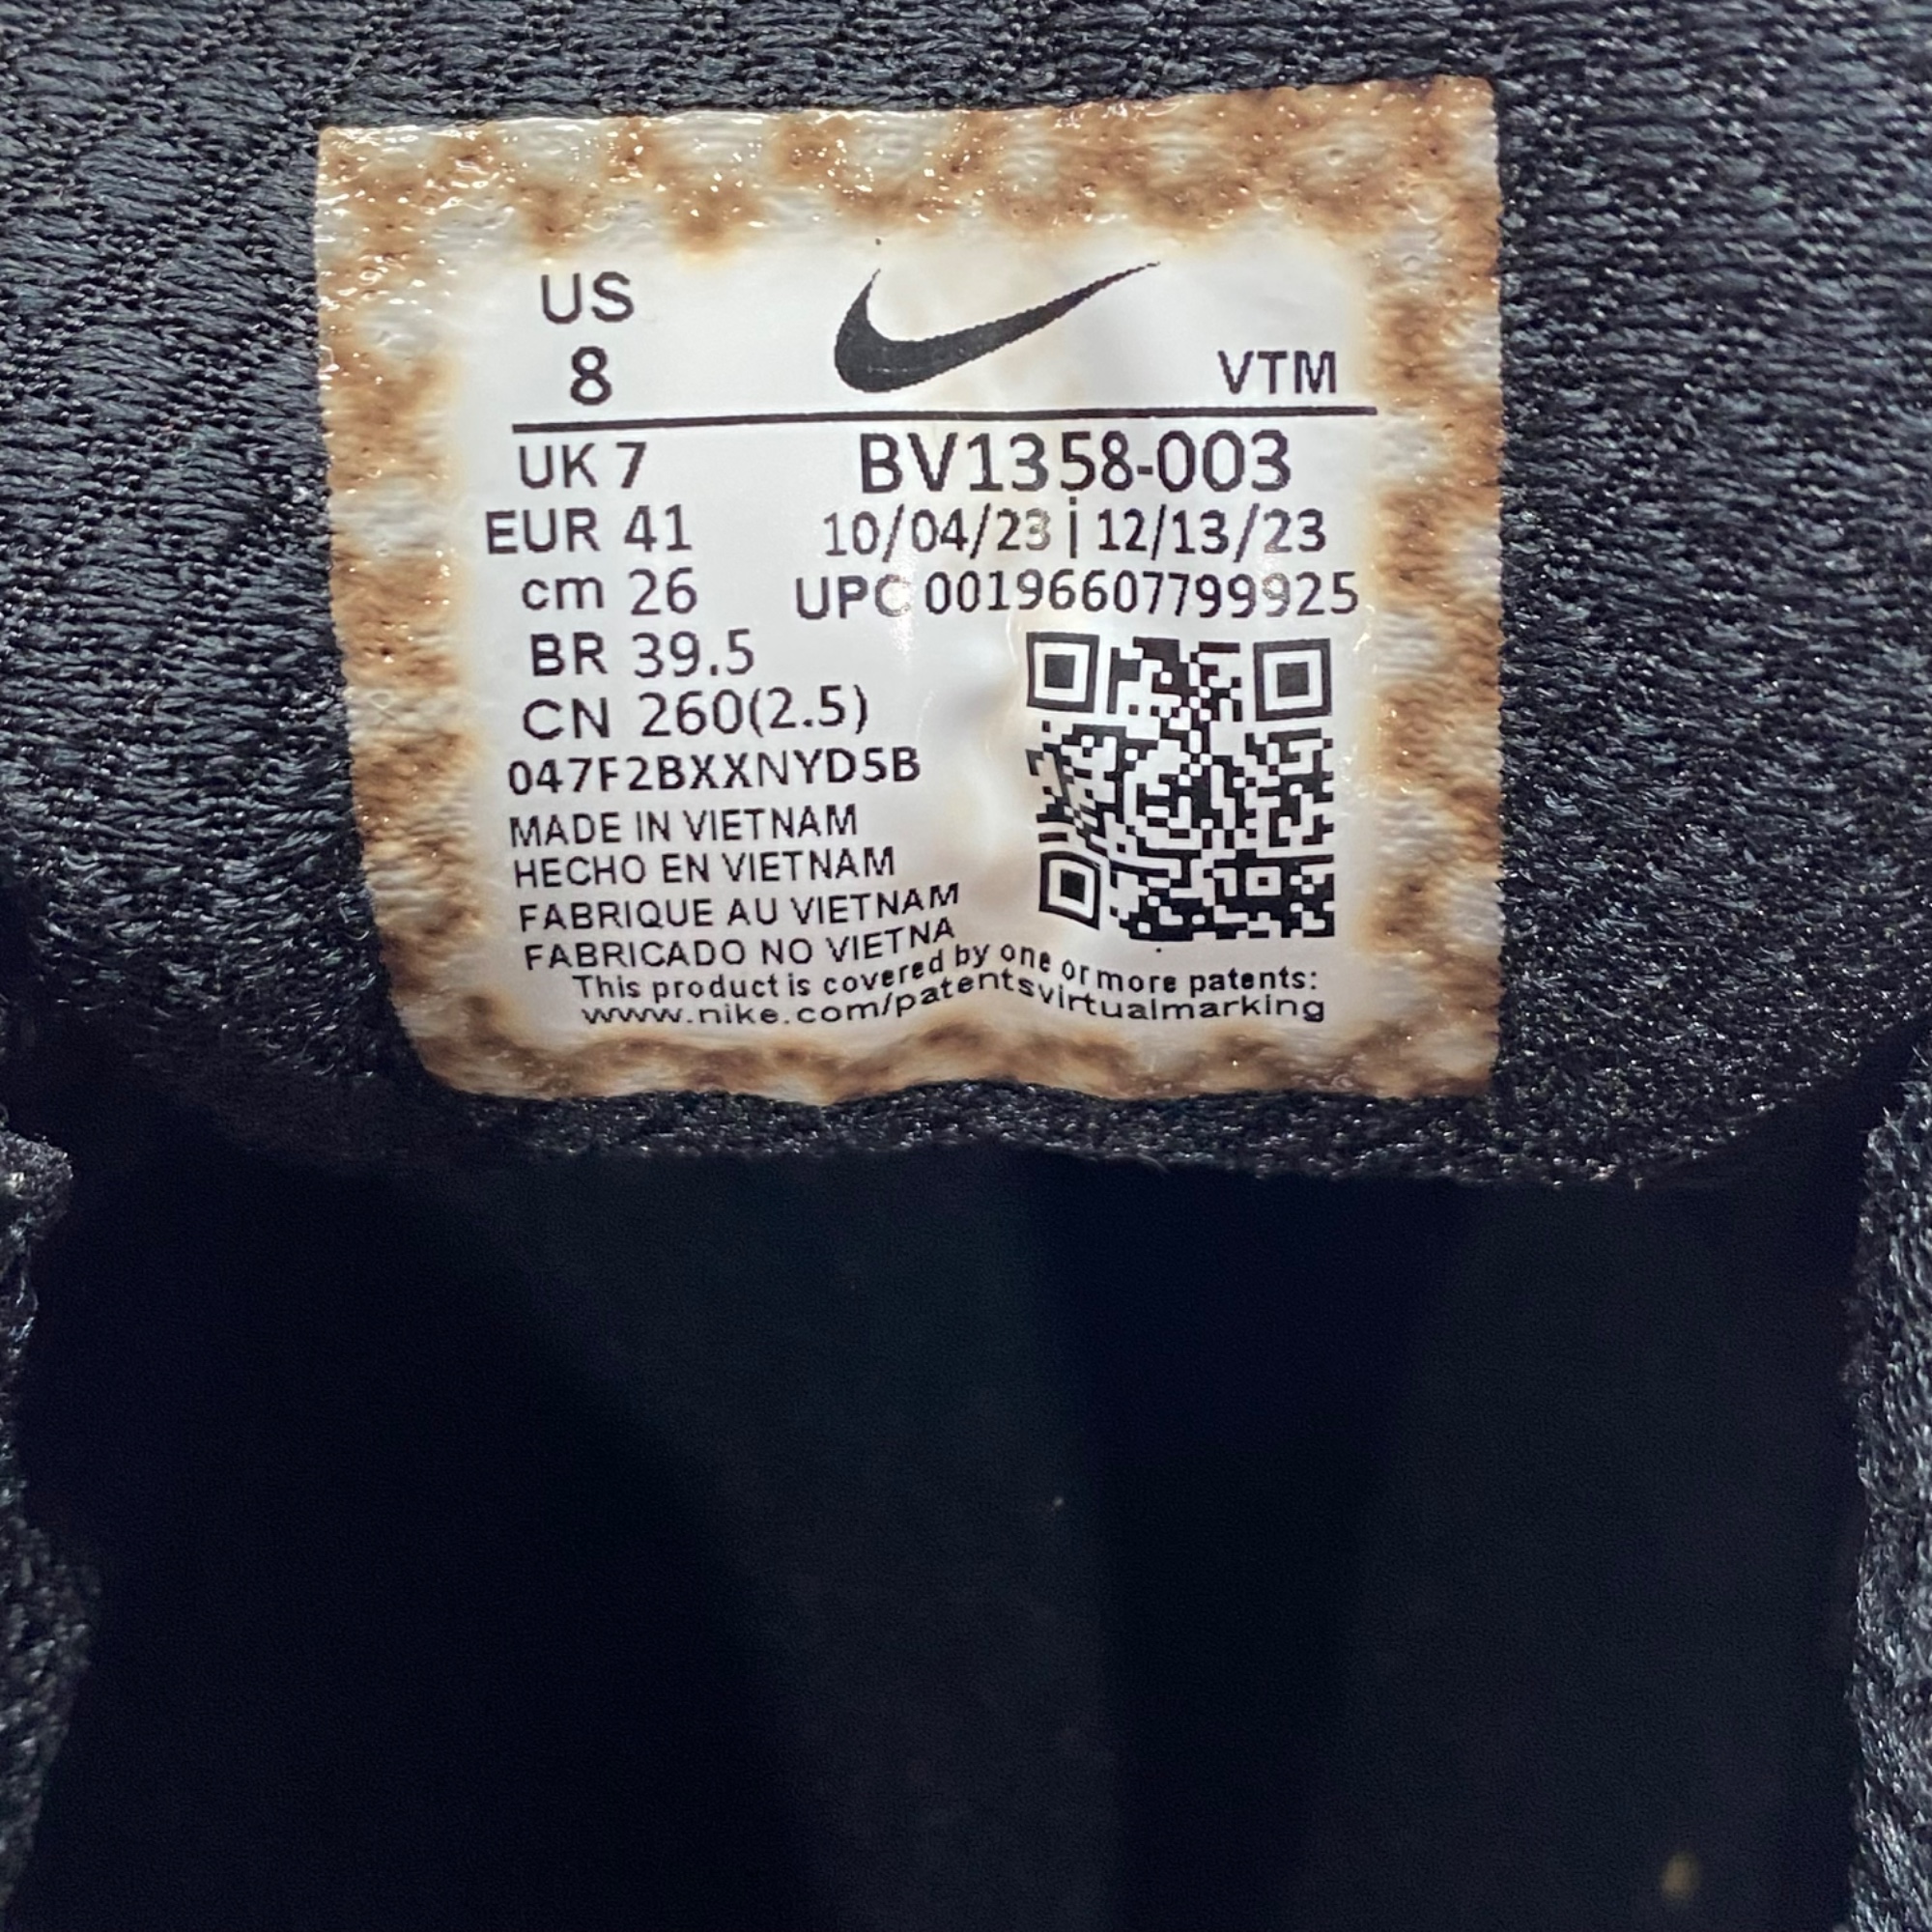 US
8
VTM
UK 7
BV1358-003
EUR 41
10/04/23 | 12/13/23
cm 26
UPC 00196607799925
BR 39.5
CN 260(2.5)
047F2BXXNYD5B
MADE IN VIETNAM
HECHO EN VIETNAM
FABRIQUE AU VIETNAM
FABRICADO NO VIETNA
This product is covered by one or more patents:
www.nike.com/patentsvirtualmarking